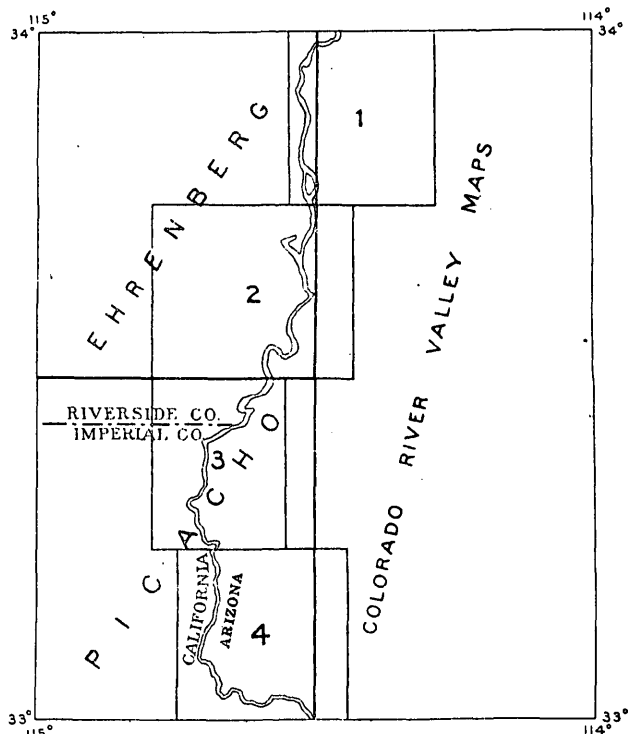 115°
114°
34°
34°
1
EHRENBERG
COLORADO RIVER VALLEY MAPS
2
RIVERSIDE CO.
IMPERIAL CO.
3
PICACHO
CALIFORNIA
ARIZONA
4
33°
33°
115°
114°